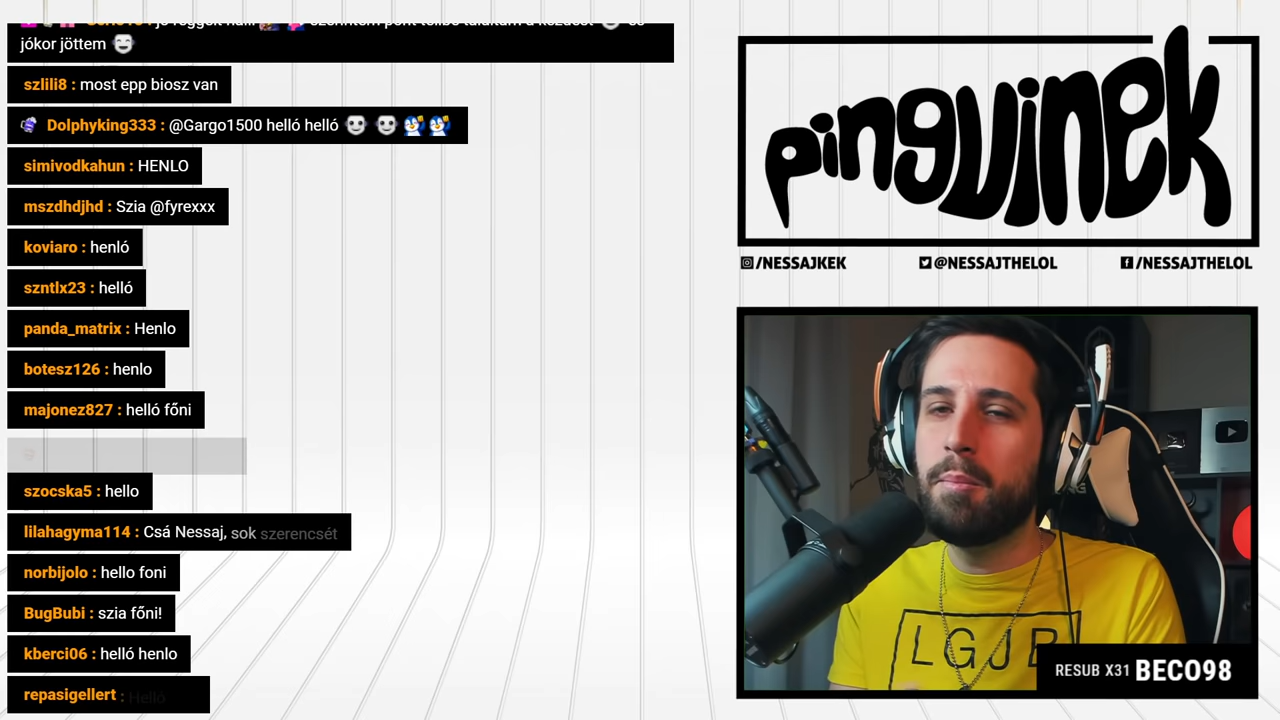 jókor jöttem
szlili8 : most epp biosz van
Dolphyking333 : @Gargo1500 helló helló
simivodkahun : HENLO
mszdhdjhd : Szia @fyrexxx
koviaro : henló
szntlx23 : helló
panda_matrix : Henlo
botesz126 : henlo
majonez827 : helló főni
szocska5 : hello
lilahagyma114 : Csá Nessaj, sok szerencsét
norbijolo : hello foni
BugBubi : szia főni!
kberci06 : helló henlo
repasigellert : Helló
pingvinek
/NESSAJKEK
@NESSAJTHELOL
/NESSAJTHELOL
LGJB
RESUB X31 BECO98